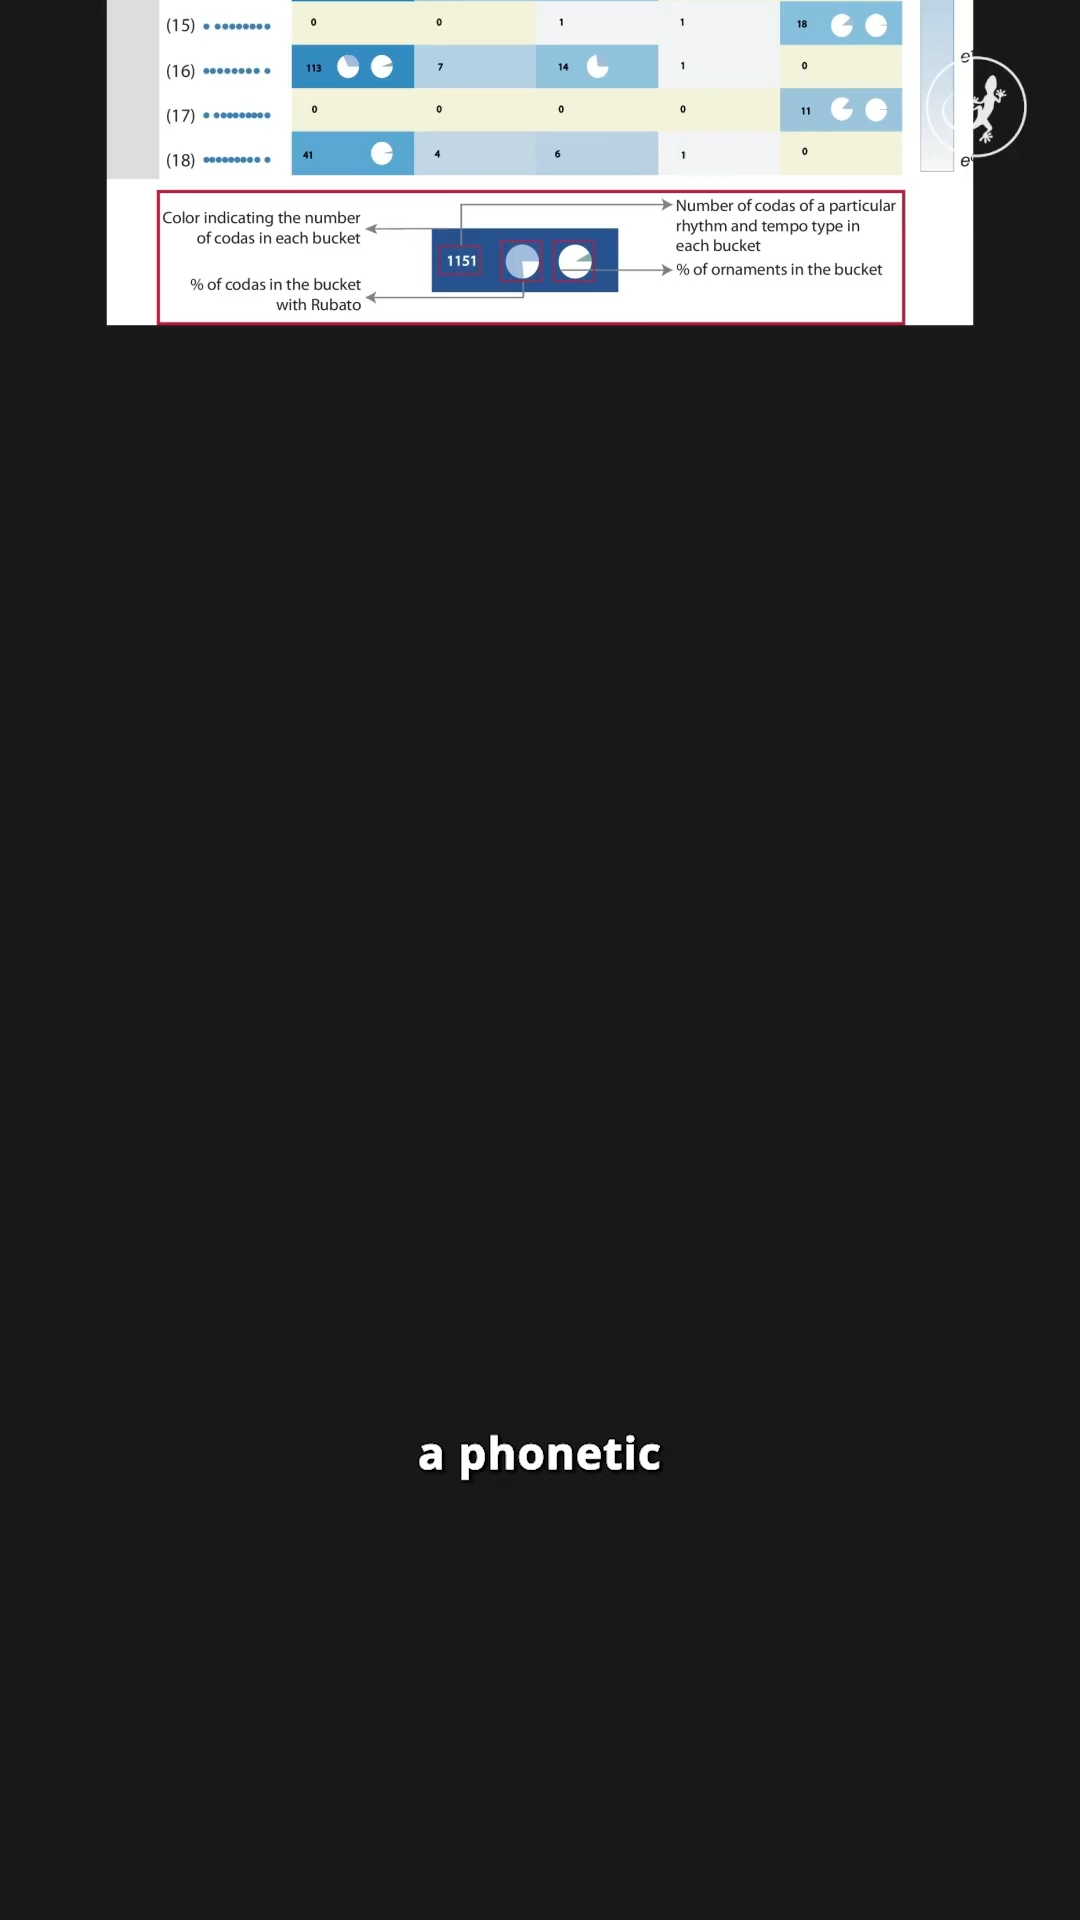 (15) 0 0 1 1 18
(16) 113 7 14 1 0
(17) 0 0 0 0 11
(18) 41 4 6 1 0
Color indicating the number
of codas in each bucket
% of codas in the bucket
with Rubato
1151
Number of codas of a particular
rhythm and tempo type in
each bucket
% of ornaments in the bucket
a phonetic